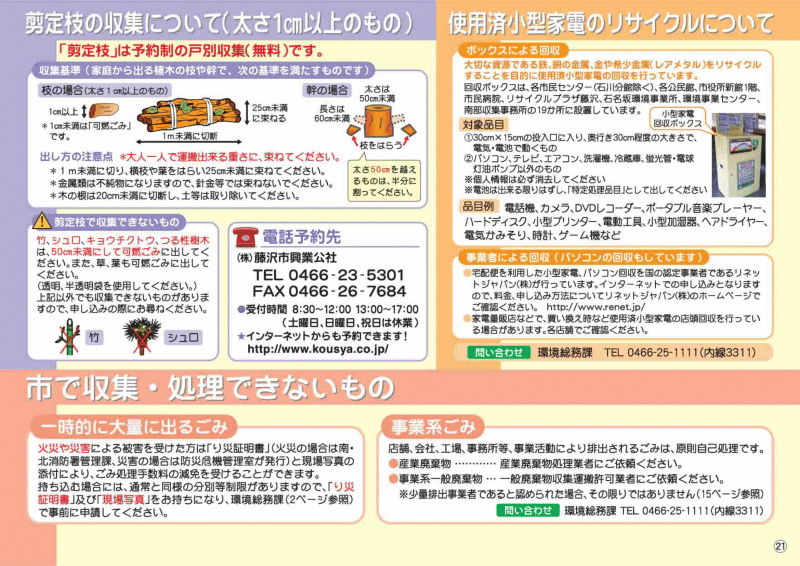 剪定枝の収集について(太さ1㎝以上のもの)
「剪定枝」は予約制の戸別収集(無料)です。
収集基準(家庭から出る植木の枝や幹で、次の基準を満たすものです)
枝の場合(太さ1㎝以上のもの)
1cm以上
＊1cm未満は「可燃ごみ」
です。
25cm未満
に束ねる
1m未満に切断
幹の場合
太さは
50cm未満
長さは
60cm未満
枝をはらう
太さ50cmを越え
るものは、半分に
割ってください。
出し方の注意点 ＊大人一人で運搬出来る重さに、束ねてください。
＊1m未満に切り、横枝や葉をはらい25cm未満に束ねてください。
＊金属類は不純物になりますので、針金等では束ねないでください。
＊木の根は20cm未満に切断し、土等は取り除いてください。
剪定枝で収集できないもの
竹、シュロ、キョウチクトウ、つる性樹木
は、50cm未満にして可燃ごみに出してくだ
さい。また、草、葉も可燃ごみに出して
ください。
(透明、半透明袋を使用してください。)
上記以外でも収集できないものがありま
すので、申し込みの際にお尋ねください。
竹
シュロ
電話予約先
(株)藤沢市興業公社
TEL 0466-23-5301
FAX 0466-26-7684
●受付時間 8:30〜12:00 13:00〜17:00
(土曜日、日曜日、祝日は休業)
★インターネットからも予約できます!
http://www.kousya.co.jp/
使用済小型家電のリサイクルについて
ボックスによる回収
大切な資源である鉄、銅の金属、金や希少金属(レアメタル)をリサイクル
することを目的に使用済小型家電の回収を行っています。
回収ボックスは、各市民センター(石川分館除く)、各公民館、市役所新館1階、
市民病院、リサイクルプラザ藤沢、石名坂環境事業所、環境事業センター、
南部収集事務所の19カ所に設置しています。
小型家電
回収ボックス
対象品目
①30cm×15cmの投入口に入り、奥行き30cm程度の大きさで、
電気・電池で動くもの
②パソコン、テレビ、エアコン、洗濯機、冷蔵庫、蛍光管・電球
灯油ポンプ以外のもの
※個人情報は必ず消去してください
※電池は出来る限りはずし、「特定処理品目」として出してください
品目例 電話機、カメラ、DVDレコーダー、ポータブル音楽プレーヤー、
ハードディスク、小型プリンター、電動工具、小型加湿器、ヘアドライヤー、
電気かみそり、時計、ゲーム機など
事業者による回収(パソコンの回収もしています)
●宅配便を利用した小型家電、パソコン回収を国の認定事業者であるリネッ
トジャパン(株)が行っています。インターネットでの申し込みとなりま
すので、料金、申し込み方法についてリネットジャパン(株)のホームページで
ご確認ください。 http://www.renet.jp/
●家電量販店などで、買い換え時など使用済小型家電の店頭回収を行ってい
る場合があります。各店舗でご確認ください。
問い合わせ 環境総務課 TEL 0466-25-1111(内線3311)
市で収集・処理できないもの
一時的に大量に出るごみ
火災や災害による被害を受けた方は「り災証明書」(火災の場合は南・
北消防署管理課、災害の場合は防災危機管理室が発行)と現場写真の
添付により、ごみ処理手数料の減免を受けることができます。
持ち込む場合には、通常と同様の分別等制限がありますので、「り災
証明書」及び「現場写真」をお持ちになり、環境総務課(2ページ参照)
で事前に申請してください。
事業系ごみ
店舗、会社、工場、事務所等、事業活動により排出されるごみは、原則自己処理です。
●産業廃棄物 ………… 産業廃棄物処理業者にご依頼ください。
●事業系一般廃棄物 … 一般廃棄物収集運搬許可業者にご依頼ください。
※少量排出事業者であると認められた場合、その限りではありません(15ページ参照)
問い合わせ 環境総務課 TEL 0466-25-1111(内線3311)
21